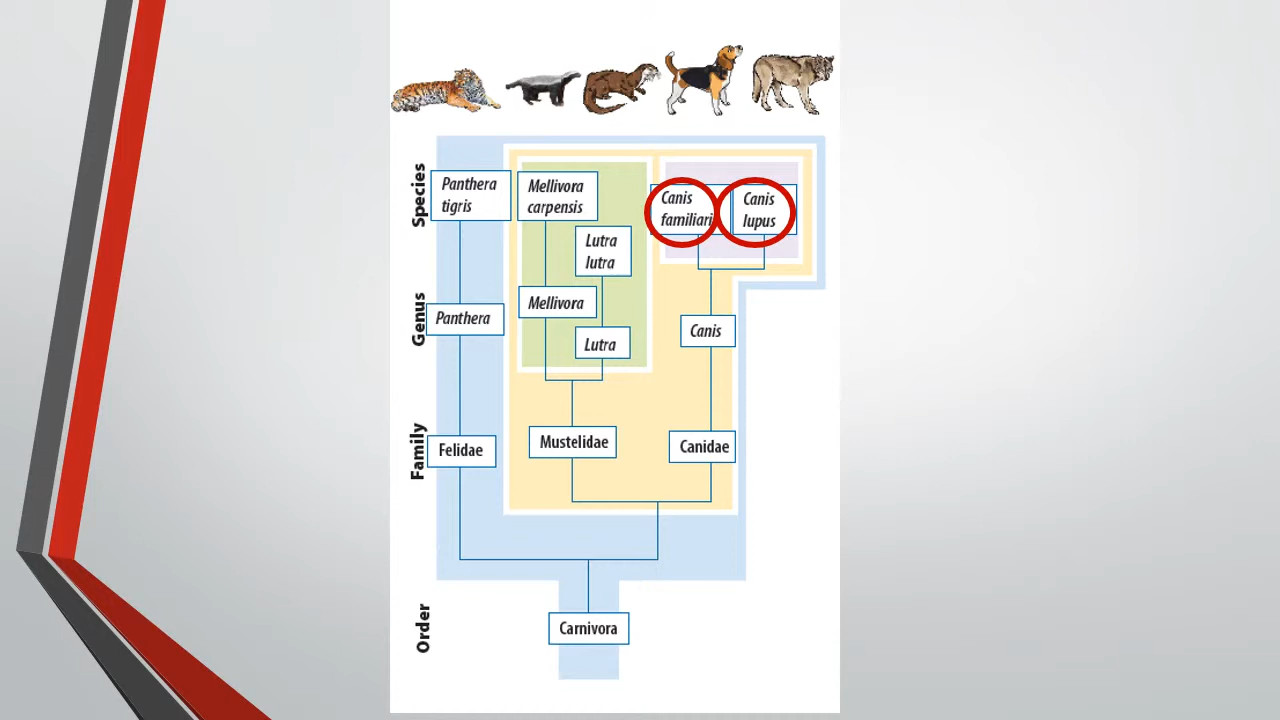 Species
Panthera
tigris
Mellivora
carpensis
Canis
familiari
Canis
lupus
Lutra
lutra
Genus
Panthera
Mellivora
Lutra
Canis
Family
Felidae
Mustelidae
Canidae
Order
Carnivora